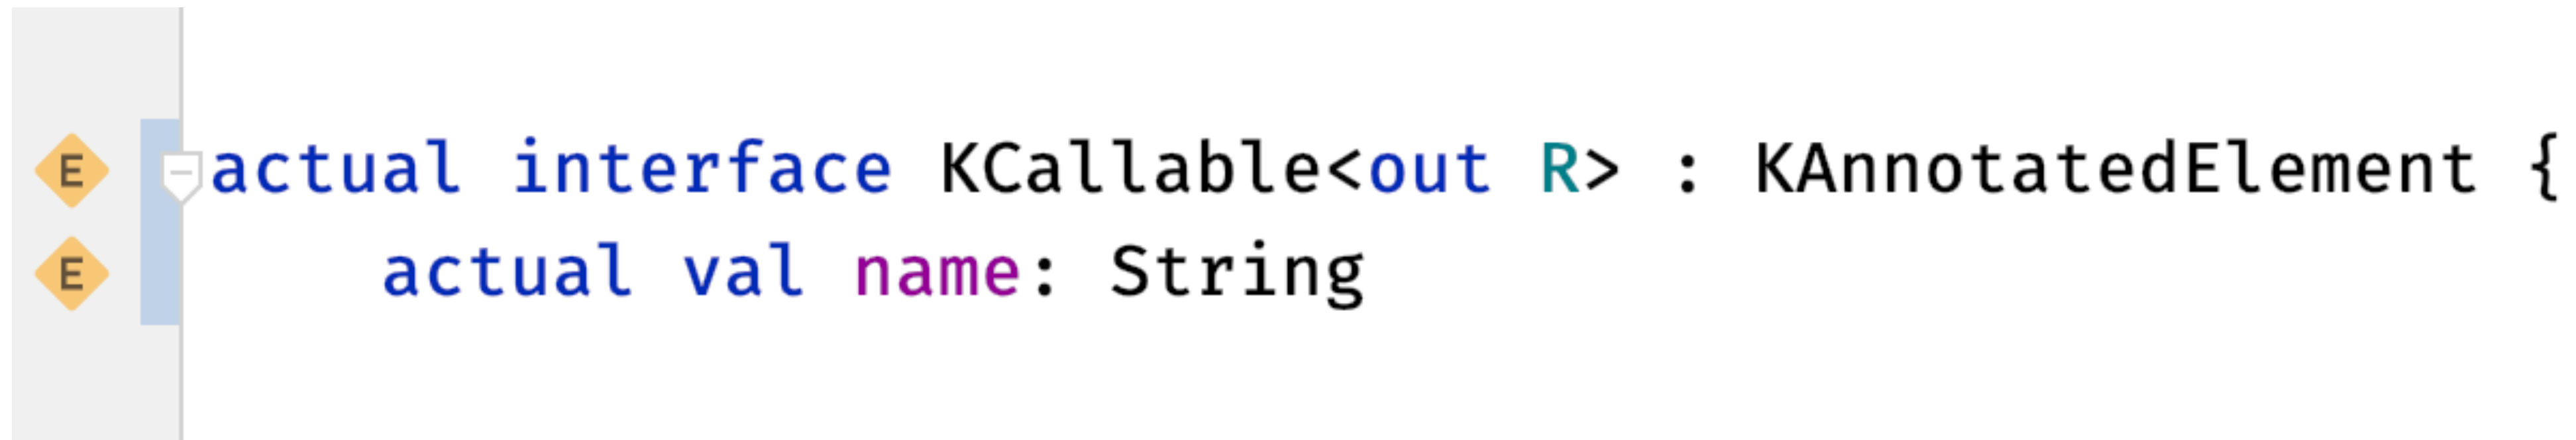 E actual interface KCallable<out R> : KAnnotatedElement {
E actual val name: String